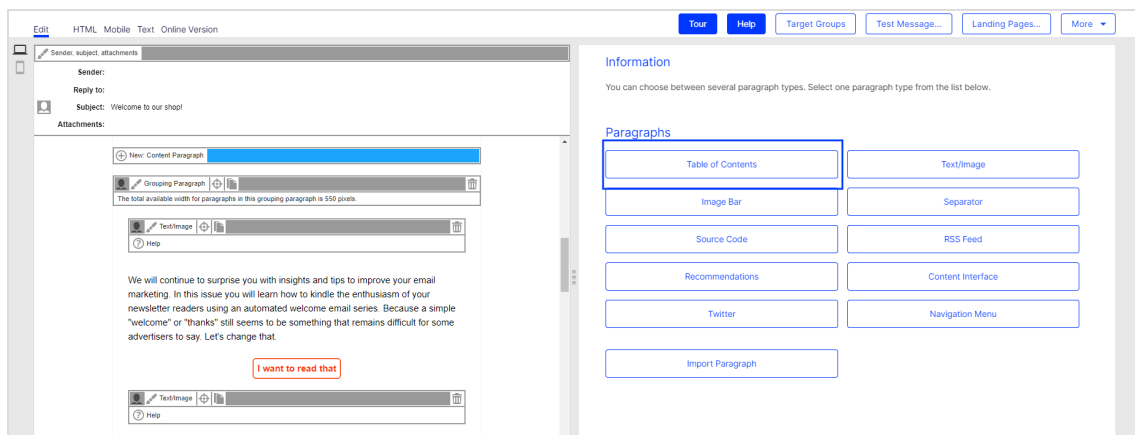 Edit HTML Mobile Text Online Version
Tour Help Target Groups Test Message... Landing Pages... More
Sender, subject, attachments
Sender:
Reply to:
Subject: Welcome to our shop!
Attachments:
New: Content Paragraph
Grouping Paragraph
The total available width for paragraphs in this grouping paragraph is 550 pixels.
Text/Image
? Help
We will continue to surprise you with insights and tips to improve your email
marketing. In this issue you will learn how to kindle the enthusiasm of your
newsletter readers using an automated welcome email series. Because a simple
"welcome" or "thanks" still seems to be something that remains difficult for some
advertisers to say. Let's change that.
I want to read that
Text/Image
? Help
Information
You can choose between several paragraph types. Select one paragraph type from the list below.
Paragraphs
Table of Contents Text/Image
Image Bar Separator
Source Code RSS Feed
Recommendations Content Interface
Twitter Navigation Menu
Import Paragraph